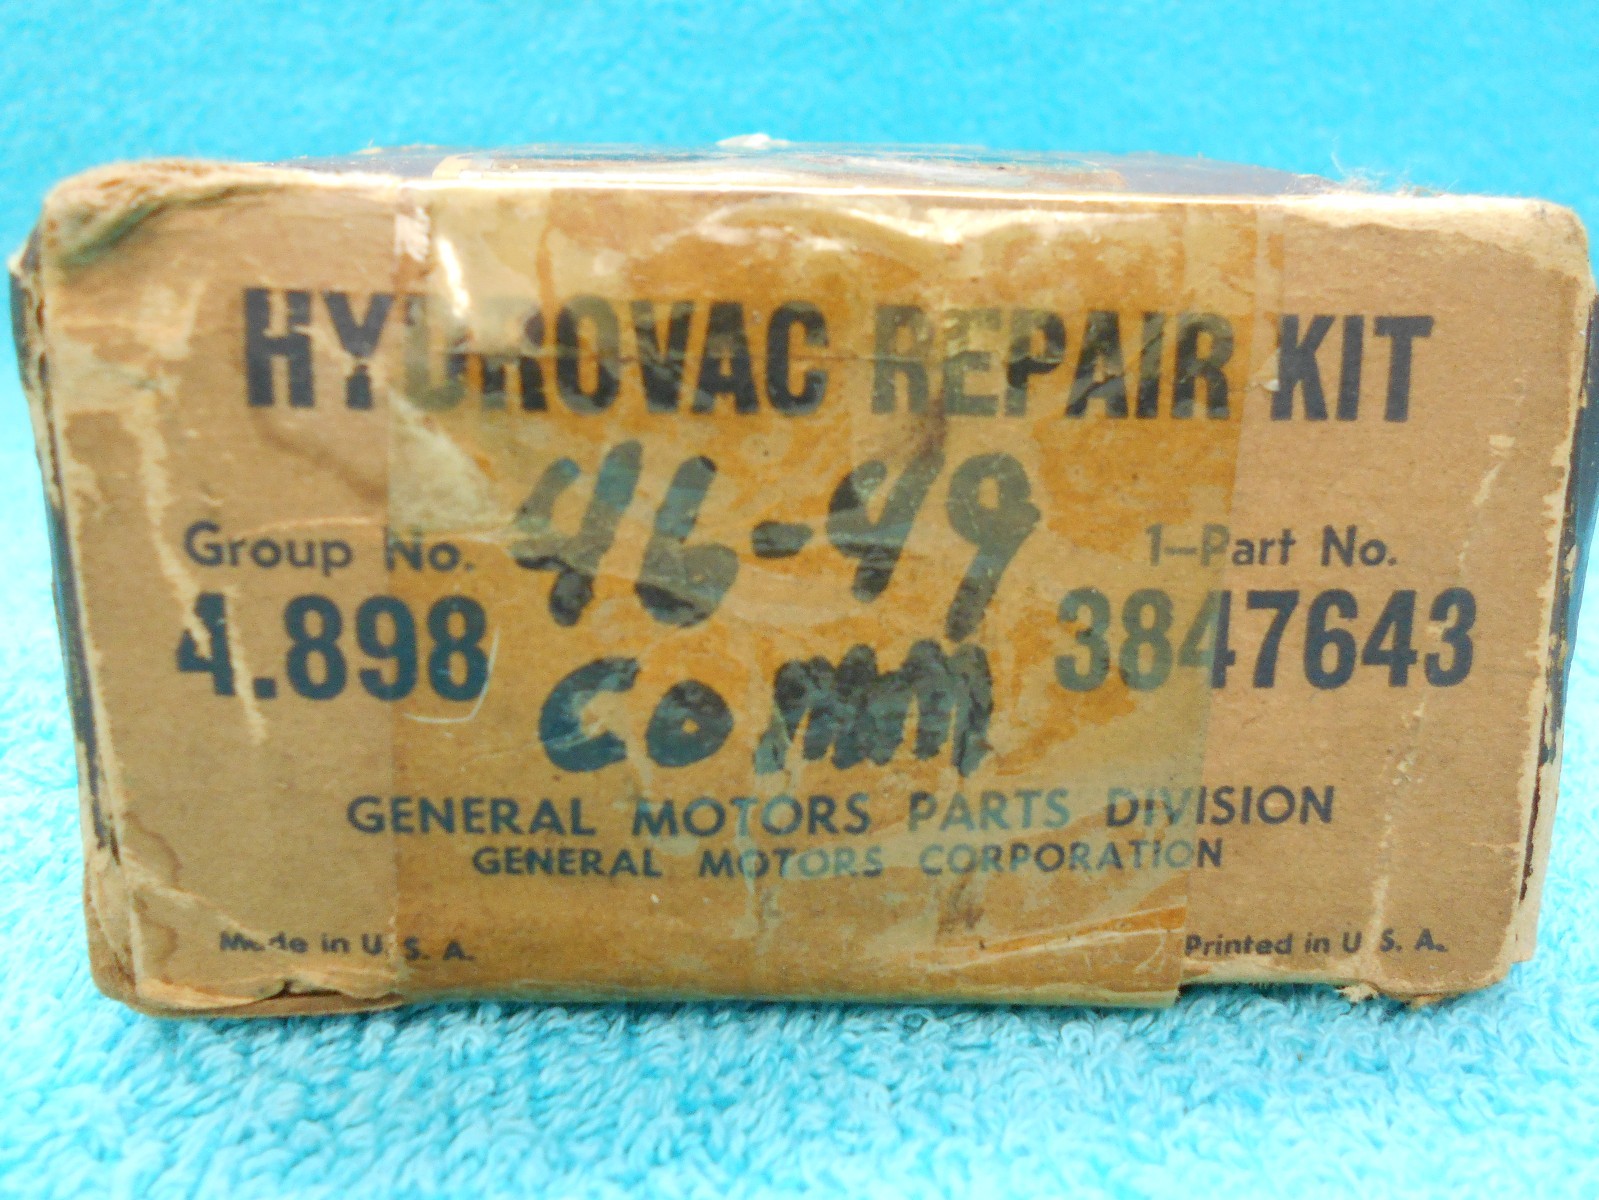 HYDROVAC REPAIR KIT
46-49
Group No.
1-Part No.
4.898
3847643
COMM
GENERAL MOTORS PARTS DIVISION
GENERAL MOTORS CORPORATION
Made in U. S. A.
Printed in U. S. A.